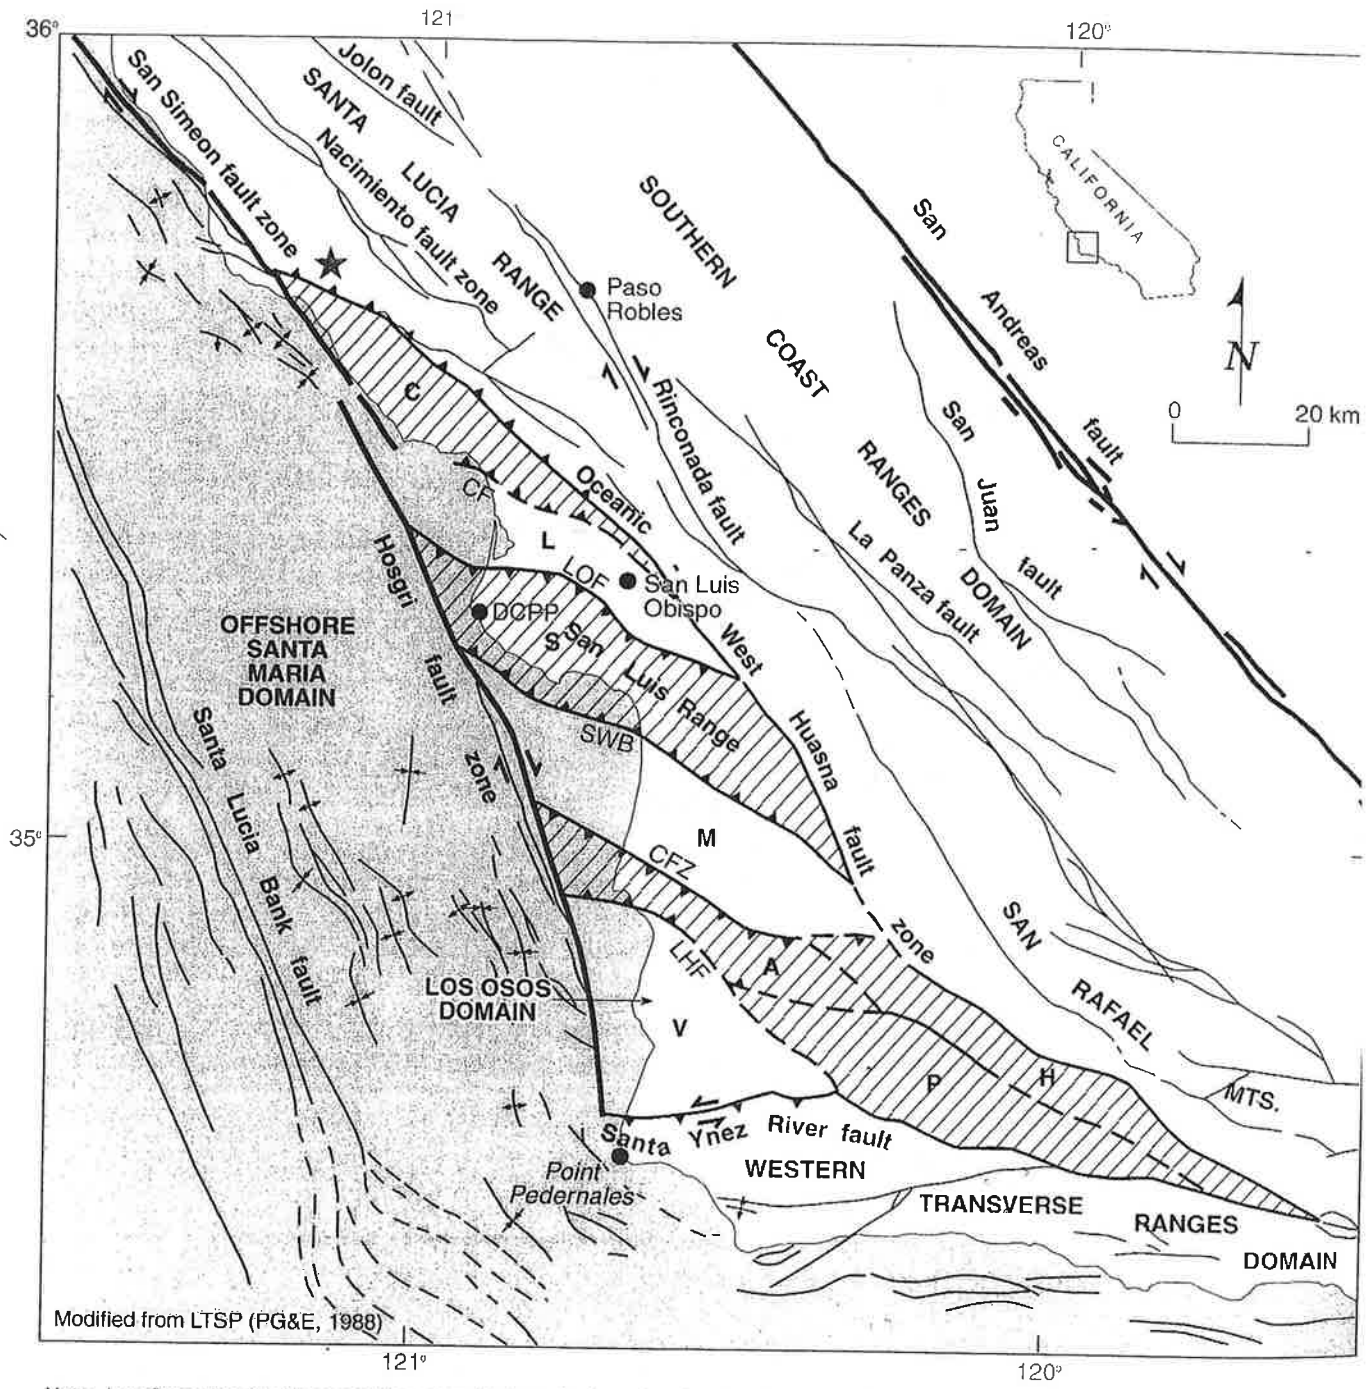 36°
121
120°
San Simeon fault zone
Jolon fault
SANTA
LUCIA
RANGE
Nacimiento fault zone
SOUTHERN
COAST
RANGES
DOMAIN
San
Andreas
fault
CALIFORNIA
N
0 20 km
Paso
Robles
Rinconada fault
San
Juan
fault
La Panza fault
C
Oceanic
CF
L
LOF
San Luis
Obispo
DCPP
S
San
Luis Range
West
Huasna
fault
zone
Hosgri
fault
zone
OFFSHORE
SANTA
MARIA
DOMAIN
SWB
M
35°
Santa
Lucia
Bank
fault
CFZ
LHF
A
LOS OSOS
DOMAIN
V
P
H
SAN
RAFAEL
MTS.
Santa Ynez River fault
Point
Pedernales
WESTERN
TRANSVERSE
RANGES
DOMAIN
Modified from LTSP (PG&E, 1988)
121°
120°